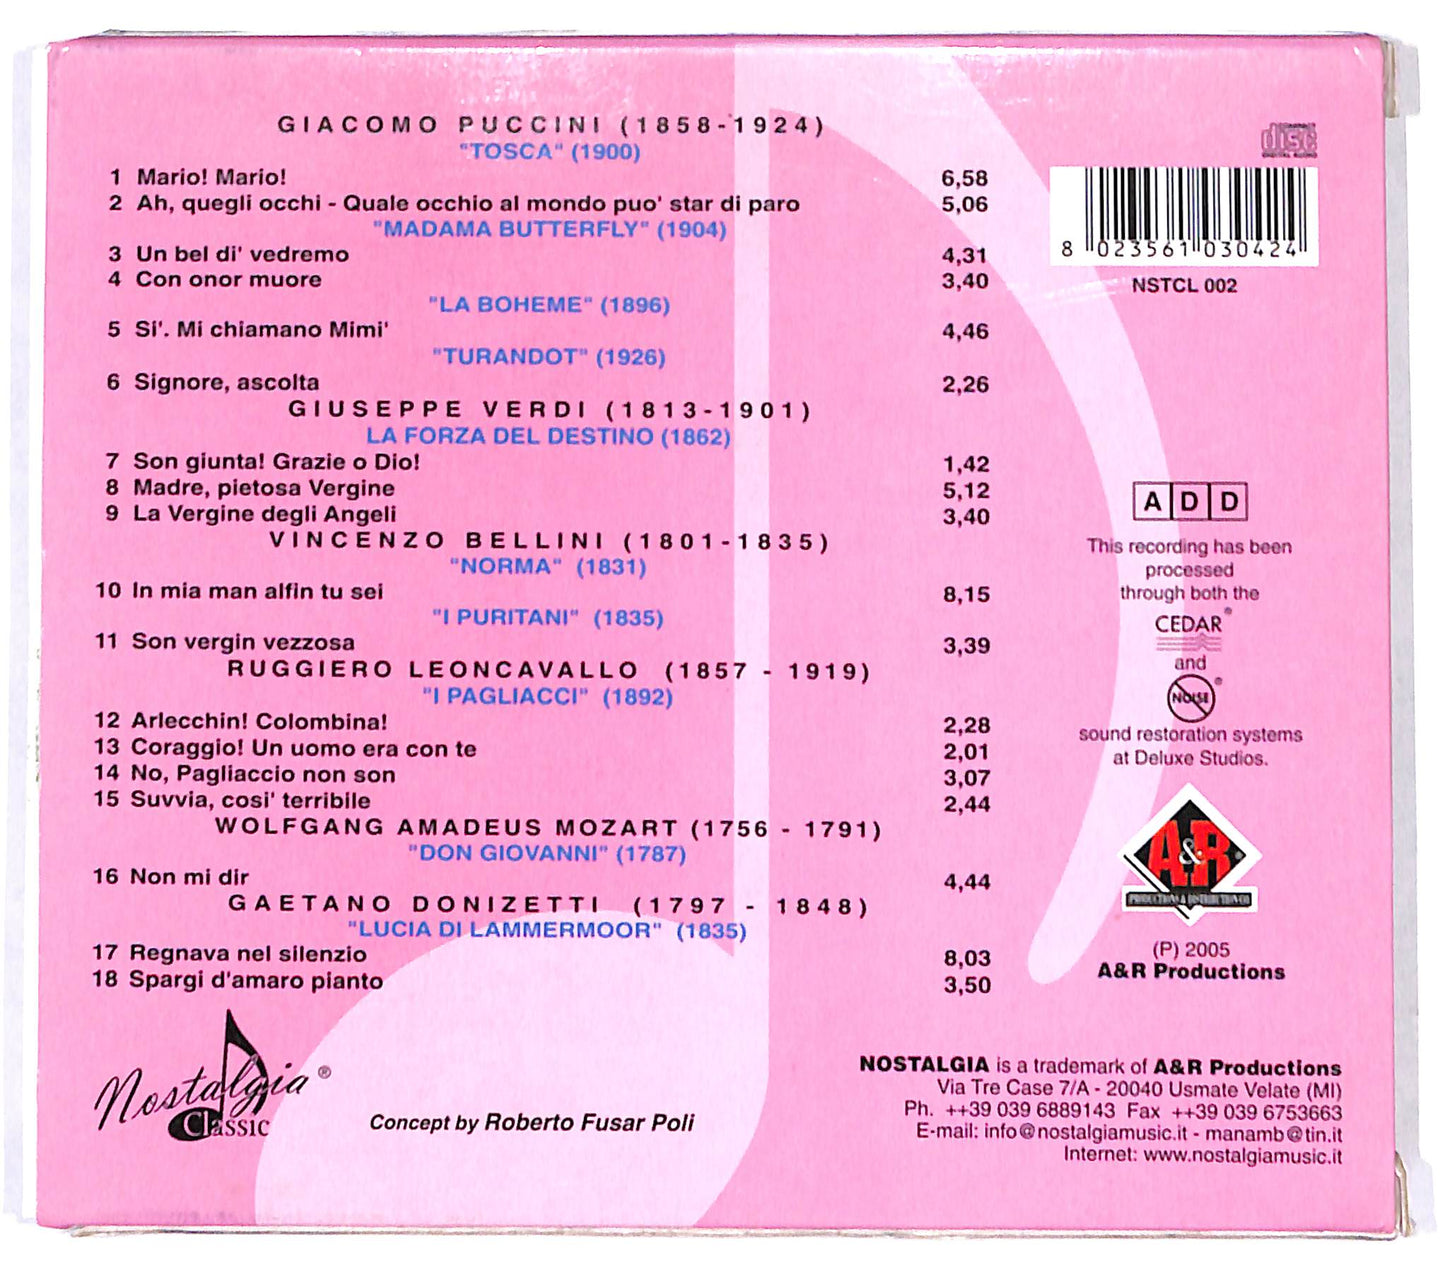 GIACOMO PUCCINI (1858-1924)
"TOSCA" (1900)
1 Mario! Mario! 6,58
2 Ah, quegli occhi - Quale occhio al mondo puo' star di paro 5,06
"MADAMA BUTTERFLY" (1904)
3 Un bel di' vedremo 4,31
4 Con onor muore 3,40
"LA BOHEME" (1896)
5 Si'. Mi chiamano Mimi' 4,46
"TURANDOT" (1926)
6 Signore, ascolta 2,26
GIUSEPPE VERDI (1813-1901)
LA FORZA DEL DESTINO (1862)
7 Son giunta! Grazie o Dio! 1,42
8 Madre, pietosa Vergine 5,12
9 La Vergine degli Angeli 3,40
VINCENZO BELLINI (1801-1835)
"NORMA" (1831)
10 In mia man alfin tu sei 8,15
"I PURITANI" (1835)
11 Son vergin vezzosa 3,39
RUGGIERO LEONCAVALLO (1857 - 1919)
"I PAGLIACCI" (1892)
12 Arlecchin! Colombina! 2,28
13 Coraggio! Un uomo era con te 2,01
14 No, Pagliaccio non son 3,07
15 Suvvia, cosi' terribile 2,44
WOLFGANG AMADEUS MOZART (1756 - 1791)
"DON GIOVANNI" (1787)
16 Non mi dir 4,44
GAETANO DONIZETTI (1797 - 1848)
"LUCIA DI LAMMERMOOR" (1835)
17 Regnava nel silenzio 8,03
18 Spargi d'amaro pianto 3,50
Nostalgia ®
Classic
Concept by Roberto Fusar Poli
COMPACT
disc
DIGITAL AUDIO
8 023561 030424
NSTCL 002
A D D
This recording has been
processed
through both the
CEDAR®
and
NOISE®
sound restoration systems
at Deluxe Studios.
A&R
PRODUCTIONS & DISTRIBUTION CO.
(P) 2005
A&R Productions
NOSTALGIA is a trademark of A&R Productions
Via Tre Case 7/A - 20040 Usmate Velate (MI)
Ph. ++39 039 6889143 Fax ++39 039 6753663
E-mail: info@nostalgiamusic.it - manamb@tin.it
Internet: www.nostalgiamusic.it